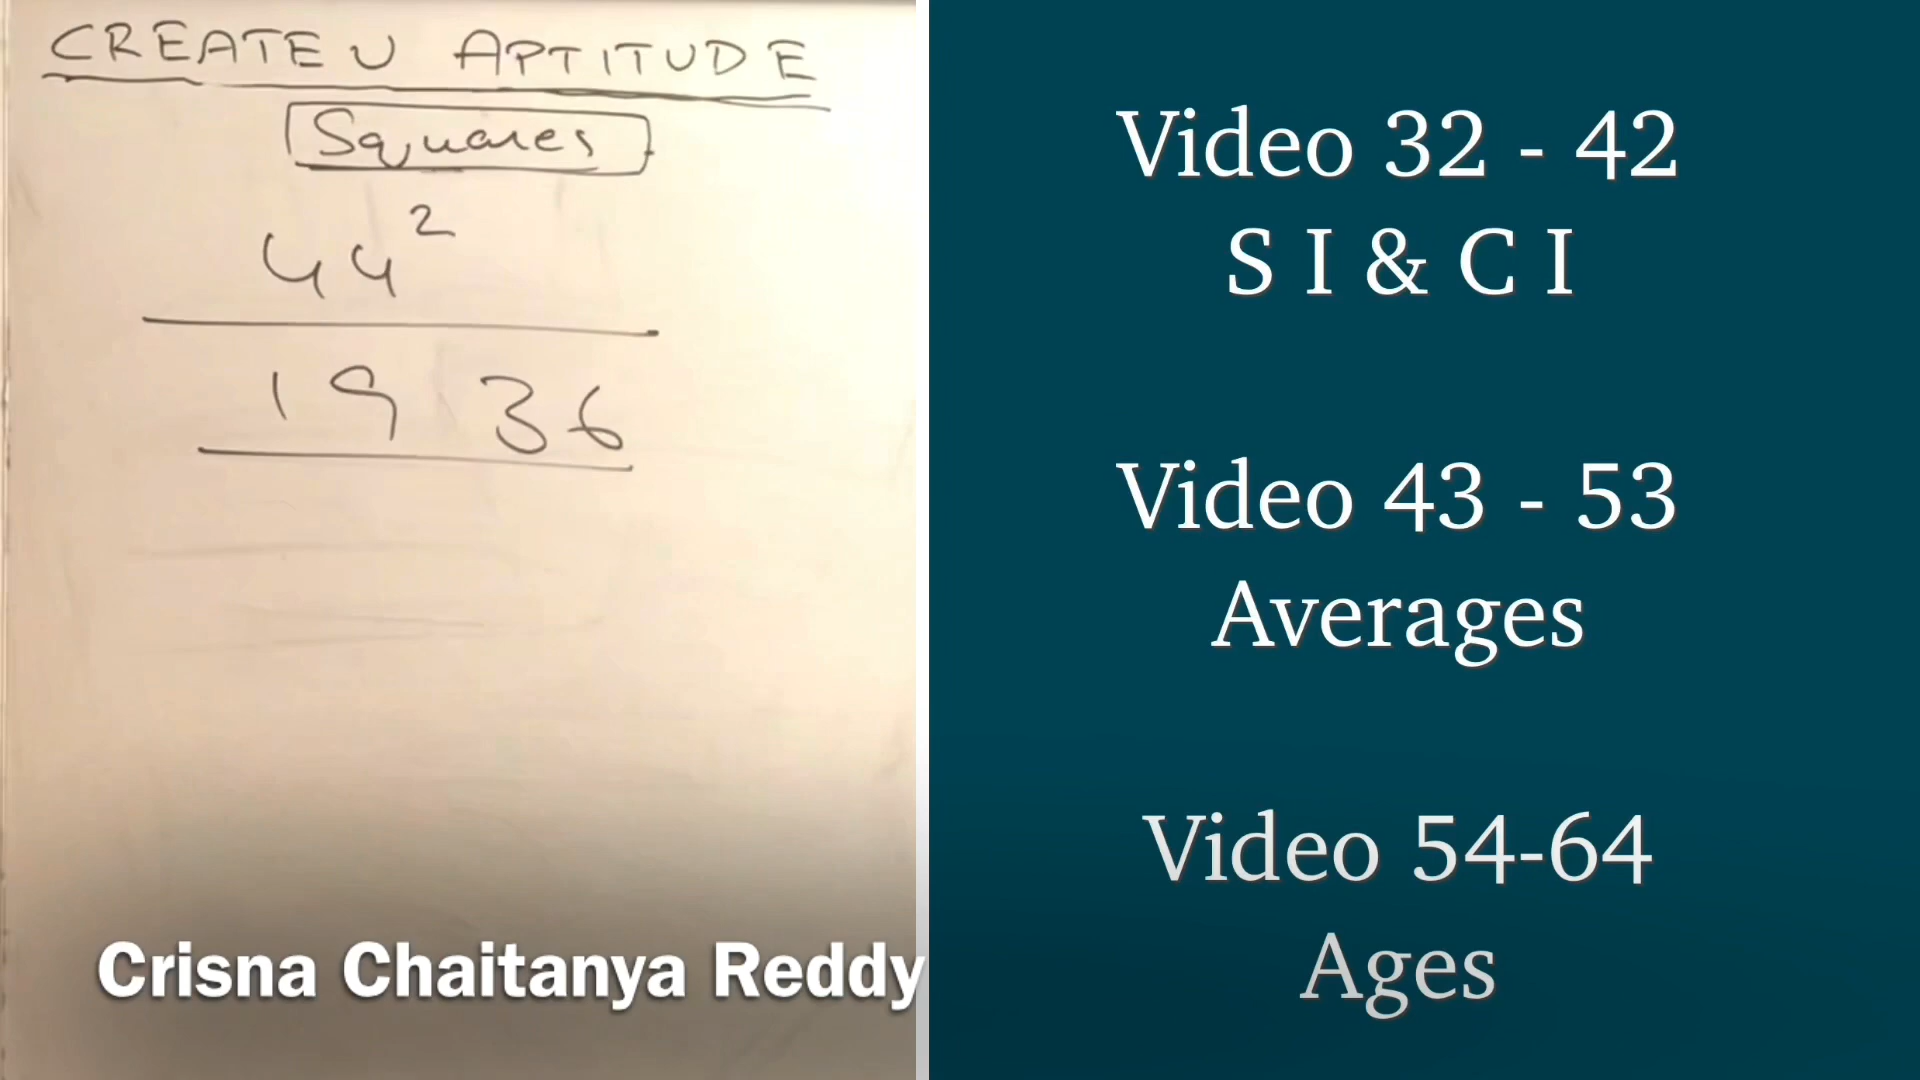 CREATE U APTITUDE
Squares
44²
1936
Crisna Chaitanya Reddy
Video 32 - 42
S I & C I
Video 43 - 53
Averages
Video 54-64
Ages